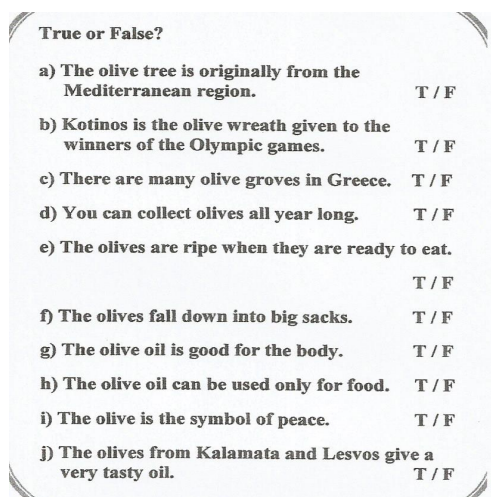 True or False?
a) The olive tree is originally from the
Mediterranean region. T / F
b) Kotinos is the olive wreath given to the
winners of the Olympic games. T / F
c) There are many olive groves in Greece. T / F
d) You can collect olives all year long. T / F
e) The olives are ripe when they are ready to eat.
T / F
f) The olives fall down into big sacks. T / F
g) The olive oil is good for the body. T / F
h) The olive oil can be used only for food. T / F
i) The olive is the symbol of peace. T / F
j) The olives from Kalamata and Lesvos give a
very tasty oil. T / F